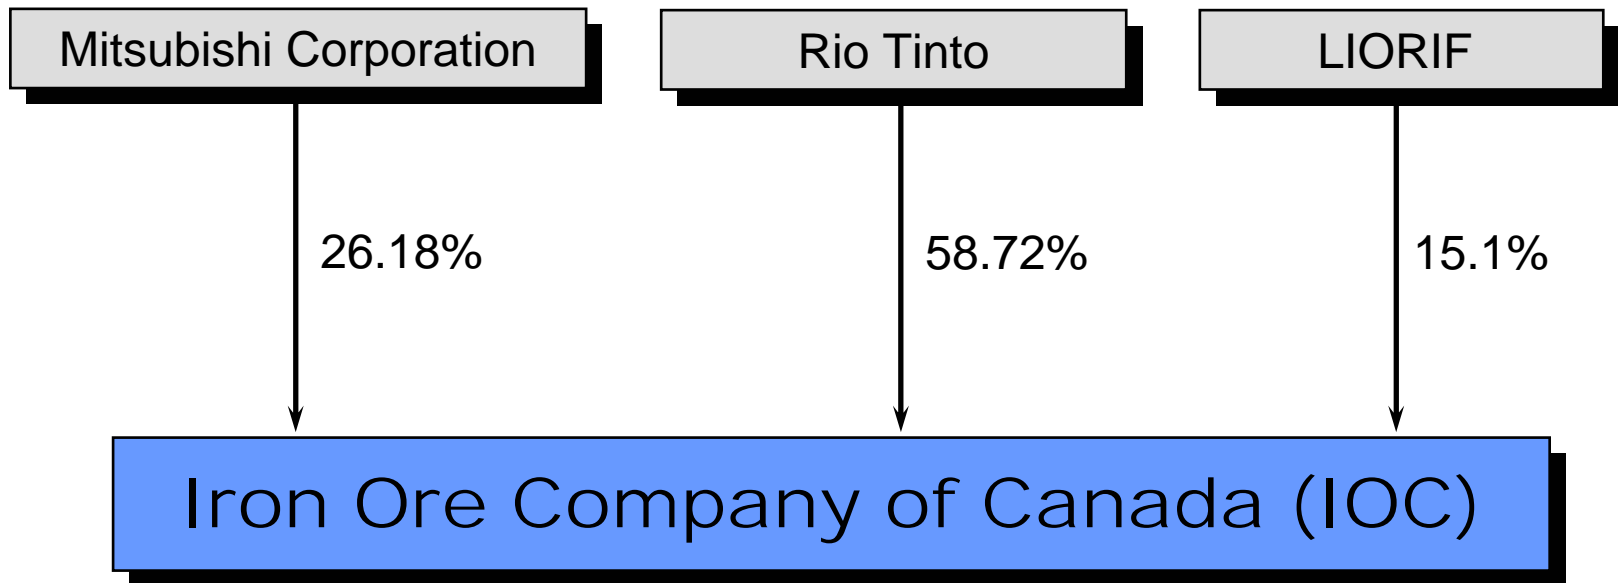 Mitsubishi Corporation
Rio Tinto
LIORIF
26.18%
58.72%
15.1%
Iron Ore Company of Canada (IOC)